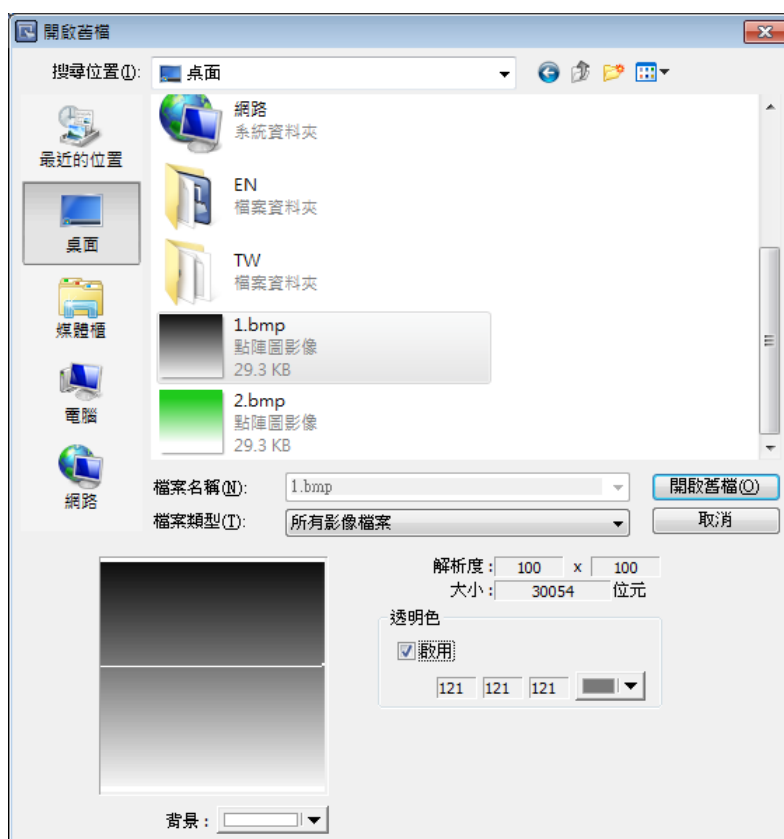 開啟舊檔
搜尋位置(I): 桌面
最近的位置
桌面
媒體櫃
電腦
網路
網路
系統資料夾
EN
檔案資料夾
TW
檔案資料夾
1.bmp
點陣圖影像
29.3 KB
2.bmp
點陣圖影像
29.3 KB
檔案名稱(N): 1.bmp 開啟舊檔(O)
檔案類型(T): 所有影像檔案 取消
解析度: 100 x 100
大小: 30054 位元
透明色
啟用
121 121 121
背景: